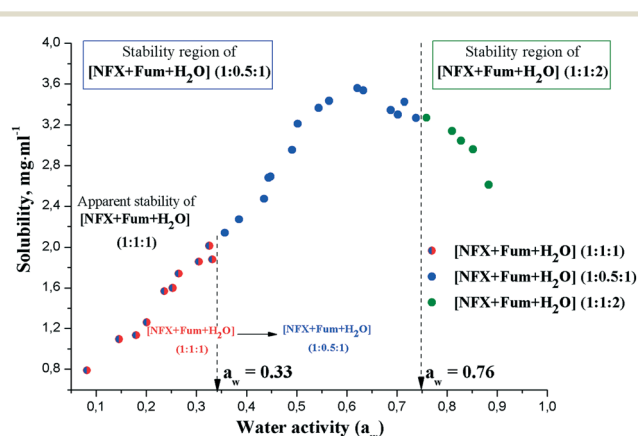 Stability region of
[NFX+Fum+H2O] (1:0.5:1)
Stability region of
[NFX+Fum+H2O] (1:1:2)
Apparent stability of
[NFX+Fum+H2O]
(1:1:1)
[NFX+Fum+H2O] (1:1:1)
[NFX+Fum+H2O] (1:0.5:1)
[NFX+Fum+H2O] (1:1:2)
[NFX+Fum+H2O]
(1:1:1)
[NFX+Fum+H2O]
(1:0.5:1)
aw = 0.33
aw = 0.76
Solubility, mg·ml-1
4,0
3,6
3,2
2,8
2,4
2,0
1,6
1,2
0,8
0,1 0,2 0,3 0,4 0,5 0,6 0,7 0,8 0,9 1,0
Water activity (aw)